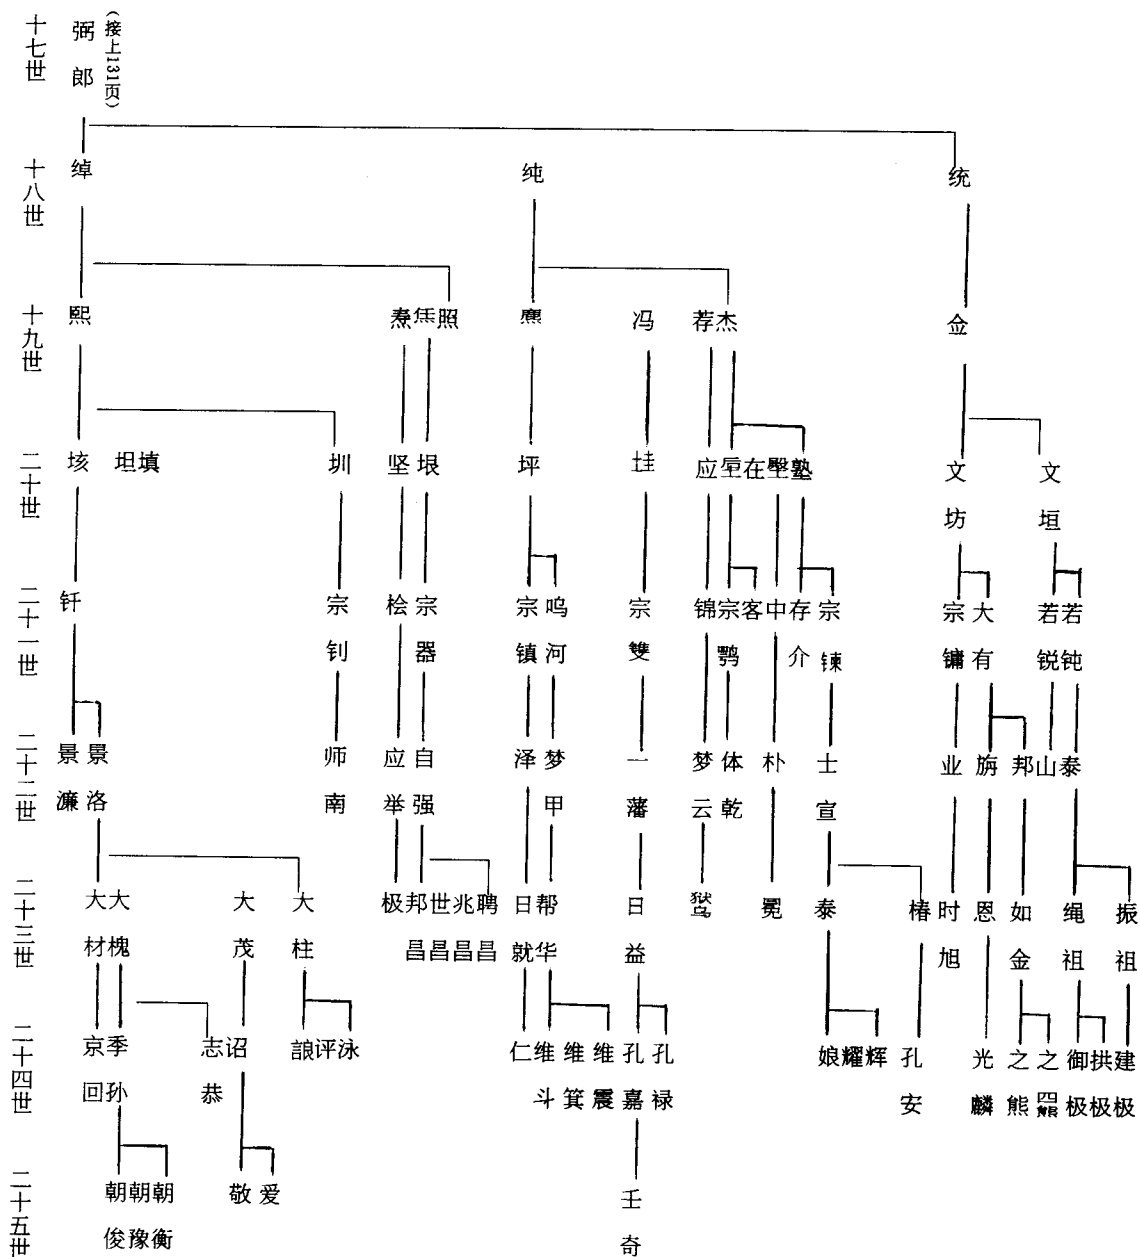 十七世 弼郎 （接上131页）
十八世 绰 纯 统
十九世 熙 焘 照 冯 荐 杰
二十世 垓 坦 填 圳 坚 垠 坪 应 在 塾 文坊 文垣
二十一世 钎 宗钊 桧 宗器 宗镇 鸣河 宗雙 锦 宗鹗 客 中 存介 宗鍊 宗镛 大有 若锐 若钝
二十二世 景濂 景洛 师南 应举 自强 泽 梦甲 一藩 梦云 体乾 朴 士宣 业 旃 邦 山 泰
二十三世 大材 大槐 大茂 大柱 极 邦昌 世昌 兆昌 聘昌 日就 帮华 日益 冕 泰 椿 时旭 恩 如金 绳祖 振祖
二十四世 京回 季孙 志恭 诏 評 泳 仁 维斗 维箕 维震 孔嘉 孔禄 娘 耀 辉 孔安 光麟 之熊 之 御极 拱极 建极
二十五世 朝俊 朝豫 朝衡 敬 爱 壬奇